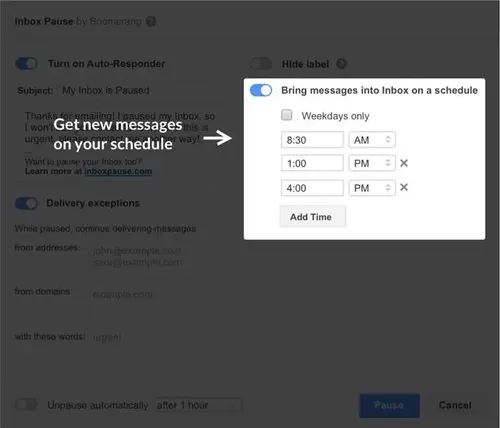 Inbox Pause by Boomerang ?
Turn on Auto-Responder
Subject: My Inbox Is Paused
Thanks for emailing! I paused my inbox, so
I won't this is
urgent, please way!
--
Want to pause your Inbox too?
Learn more at inboxpause.com
Get new messages
on your schedule
Delivery exceptions
While paused, continue delivering messages
from addresses: john@example.com
sara@example.com
from domains: example.com
with these words: urgent
Unpause automatically after 1 hour
Hide label ?
Bring messages into Inbox on a schedule
Weekdays only
8:30 AM
1:00 PM ×
4:00 PM ×
Add Time
Pause Cancel